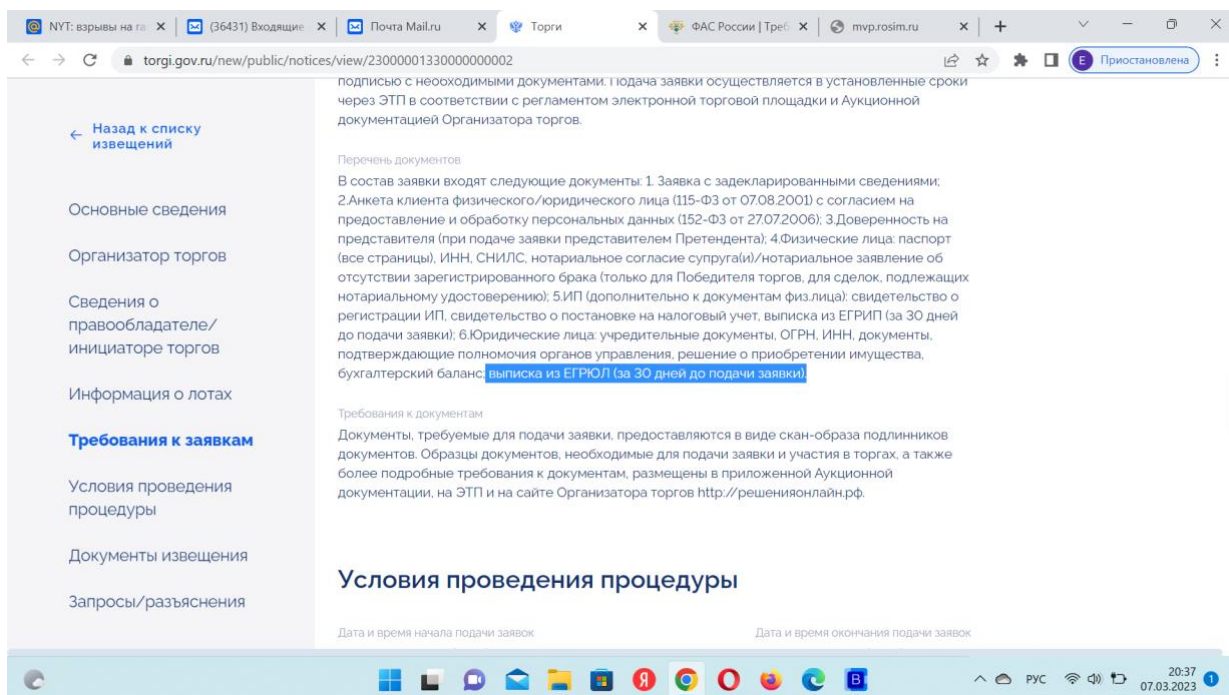 NYT: взрывы на га
(36431) Входящие
Почта Mail.ru
Торги
ФАС России | Треб
mvp.rosim.ru
torgi.gov.ru/new/public/notices/view/23000001330000000002
E Приостановлена
подписью с необходимыми документами. Подача заявки осуществляется в установленные сроки
через ЭТП в соответствии с регламентом электронной торговой площадки и Аукционной
документацией Организатора торгов.
Назад к списку
извещений
Основные сведения
Организатор торгов
Сведения о
правообладателе/
инициаторе торгов
Информация о лотах
Требования к заявкам
Условия проведения
процедуры
Документы извещения
Запросы/разъяснения
Перечень документов
В состав заявки входят следующие документы: 1. Заявка с задекларированными сведениями;
2.Анкета клиента физического/юридического лица (115-ФЗ от 07.08.2001) с согласием на
предоставление и обработку персональных данных (152-ФЗ от 27.07.2006); 3.Доверенность на
представителя (при подаче заявки представителем Претендента); 4.Физические лица: паспорт
(все страницы), ИНН, СНИЛС, нотариальное согласие супруга(и)/нотариальное заявление об
отсутствии зарегистрированного брака (только для Победителя торгов, для сделок, подлежащих
нотариальному удостоверению); 5.ИП (дополнительно к документам физ.лица): свидетельство о
регистрации ИП, свидетельство о постановке на налоговый учет, выписка из ЕГРИП (за 30 дней
до подачи заявки); 6.Юридические лица: учредительные документы, ОГРН, ИНН, документы,
подтверждающие полномочия органов управления, решение о приобретении имущества,
бухгалтерский баланс; выписка из ЕГРЮЛ (за 30 дней до подачи заявки).
Требования к документам
Документы, требуемые для подачи заявки, предоставляются в виде скан-образа подлинников
документов. Образцы документов, необходимые для подачи заявки и участия в торгах, а также
более подробные требования к документам, размещены в приложенной Аукционной
документации, на ЭТП и на сайте Организатора торгов http://решенияонлайн.рф.
Условия проведения процедуры
Дата и время начала подачи заявок
Дата и время окончания подачи заявок
РУС
20:37
07.03.2023
1